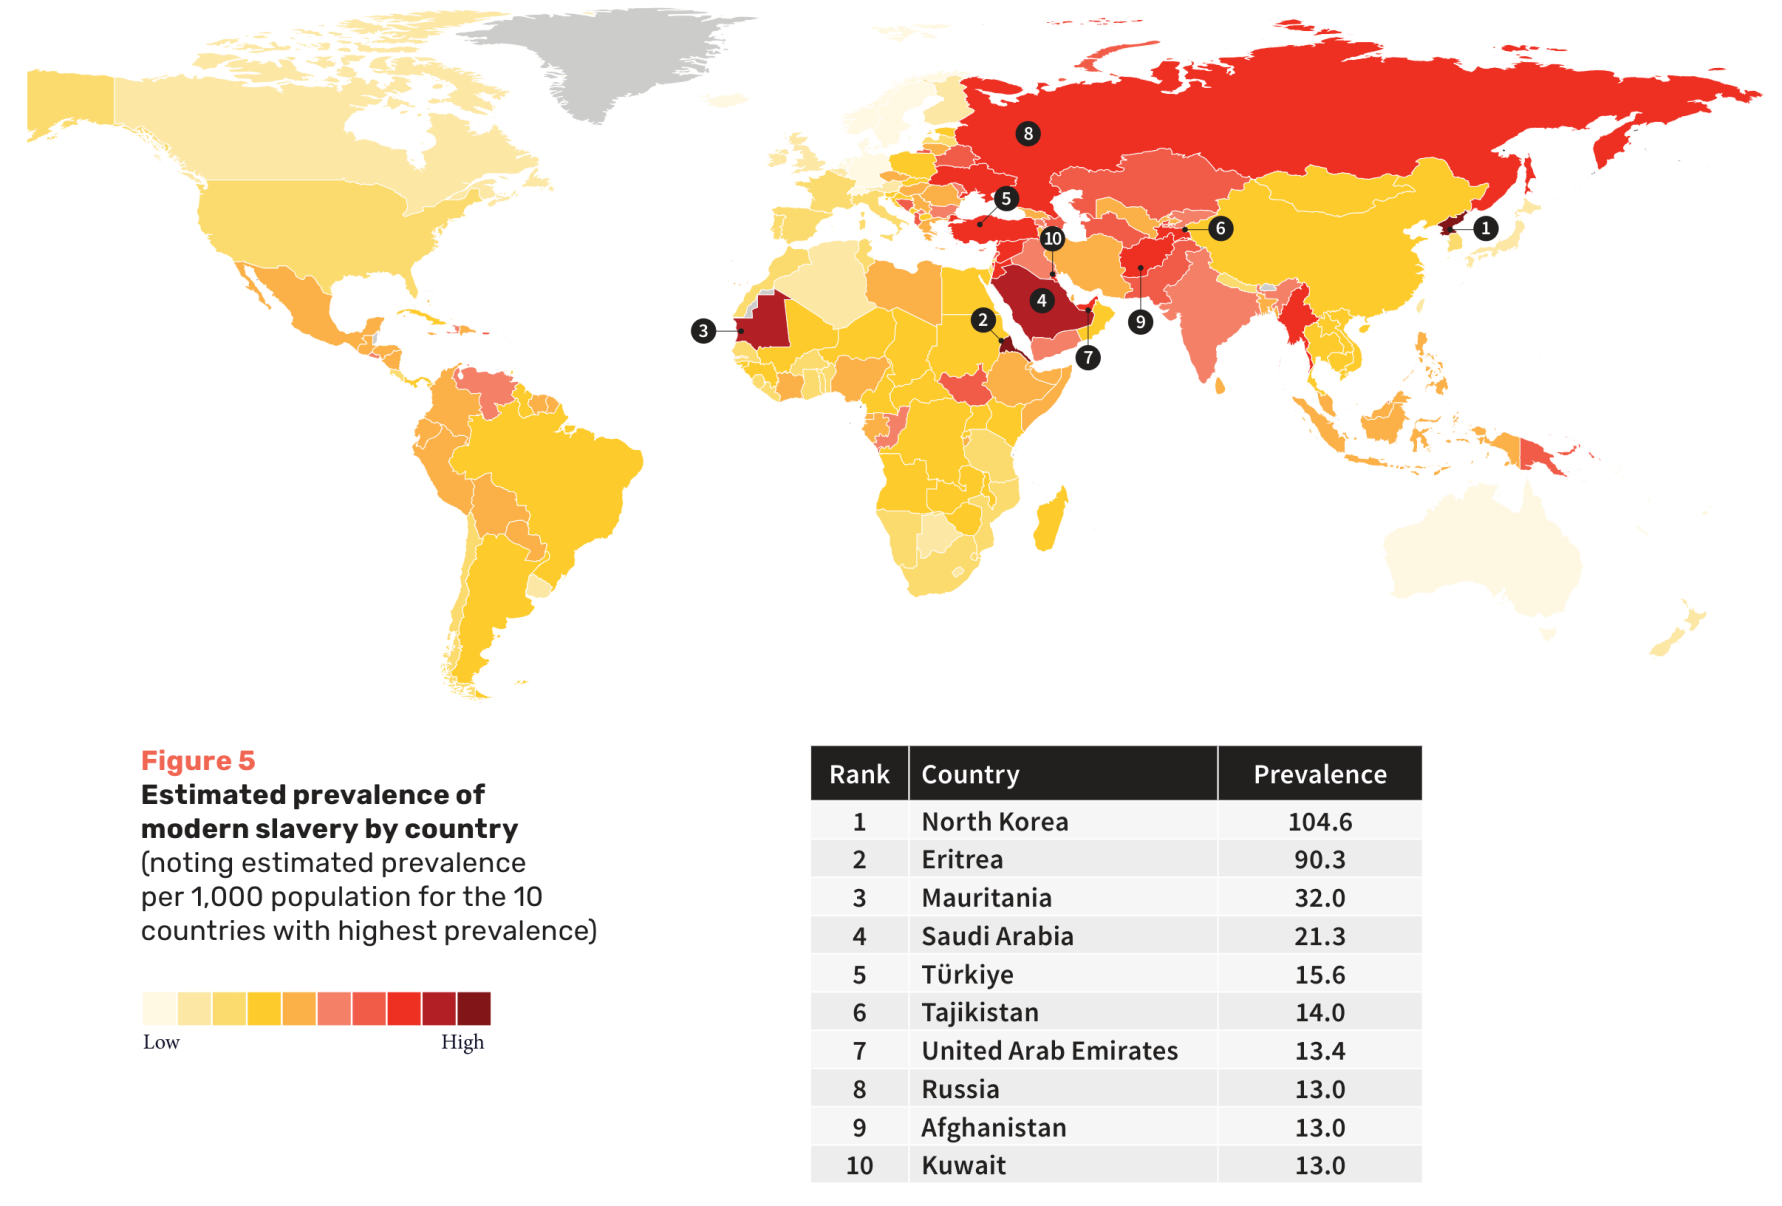 8
5
10
6
1
4
2
3
9
7
Figure 5
Estimated prevalence of
modern slavery by country
(noting estimated prevalence
per 1,000 population for the 10
countries with highest prevalence)
Low High
Rank Country Prevalence
1 North Korea 104.6
2 Eritrea 90.3
3 Mauritania 32.0
4 Saudi Arabia 21.3
5 Türkiye 15.6
6 Tajikistan 14.0
7 United Arab Emirates 13.4
8 Russia 13.0
9 Afghanistan 13.0
10 Kuwait 13.0